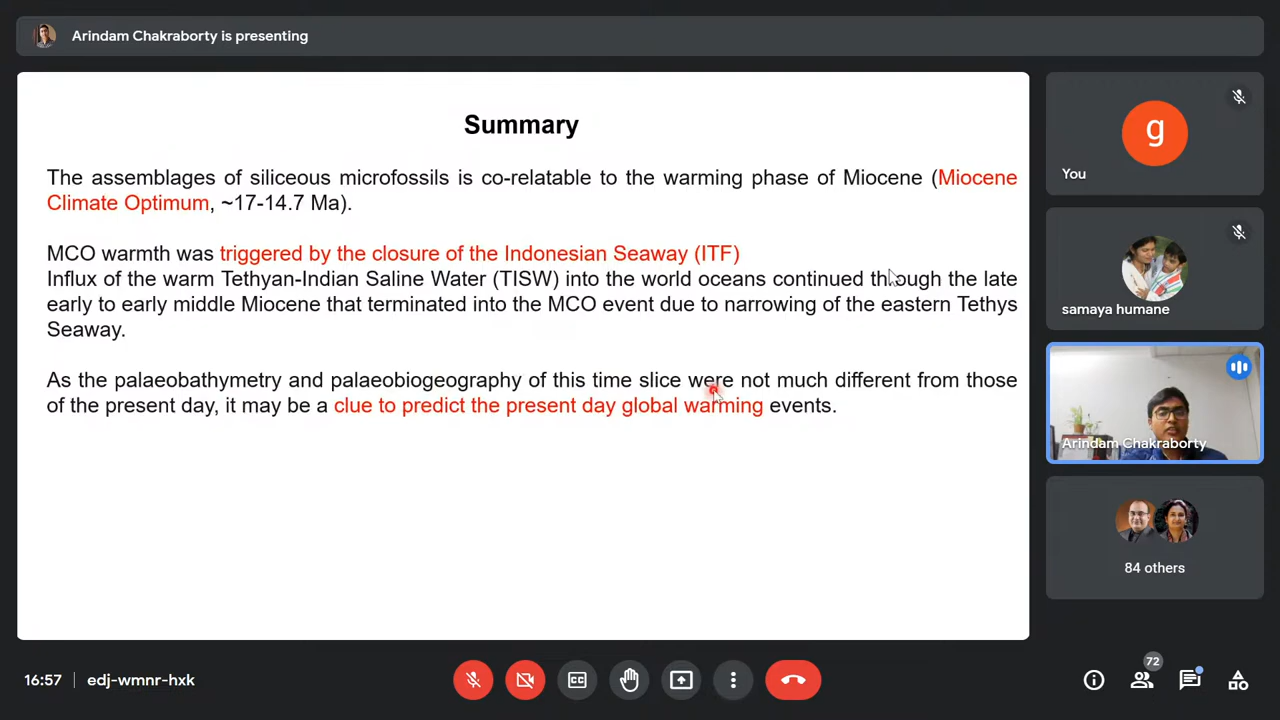 Arindam Chakraborty is presenting
Summary
The assemblages of siliceous microfossils is co-relatable to the warming phase of Miocene (Miocene
Climate Optimum, ~17-14.7 Ma).
MCO warmth was triggered by the closure of the Indonesian Seaway (ITF)
Influx of the warm Tethyan-Indian Saline Water (TISW) into the world oceans continued through the late
early to early middle Miocene that terminated into the MCO event due to narrowing of the eastern Tethys
Seaway.
As the palaeobathymetry and palaeobiogeography of this time slice were not much different from those
of the present day, it may be a clue to predict the present day global warming events.
g
You
samaya humane
Arindam Chakraborty
84 others
16:57 | edj-wmnr-hxk
CC
72